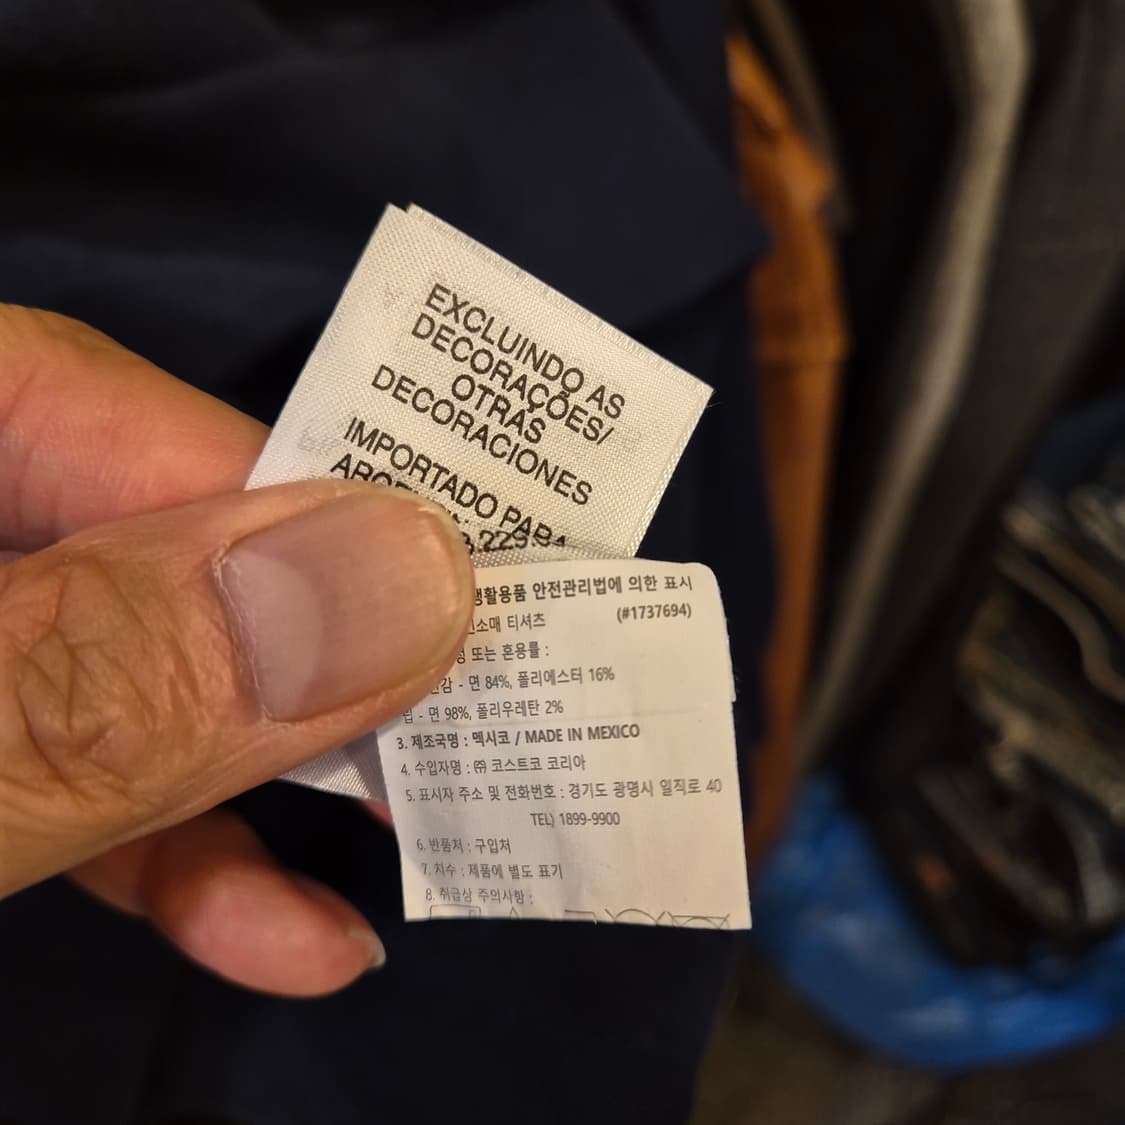 EXCLUINDO AS
DECORAÇÕES/
OTRAS
DECORACIONES
IMPORTADO PARA
생활용품 안전관리법에 의한 표시
티셔츠 (#1737694)
또는 혼용률 :
- 면 84%, 폴리에스터 16%
립 - 면 98%, 폴리우레탄 2%
3. 제조국명 : 멕시코 / MADE IN MEXICO
4. 수입자명 : ㈜ 코스트코 코리아
5. 표시자 주소 및 전화번호 : 경기도 광명시 일직로 40
TEL) 1899-9900
6. 반품처 : 구입처
7. 치수 : 제품에 별도 표기
8. 취급상 주의사항 :